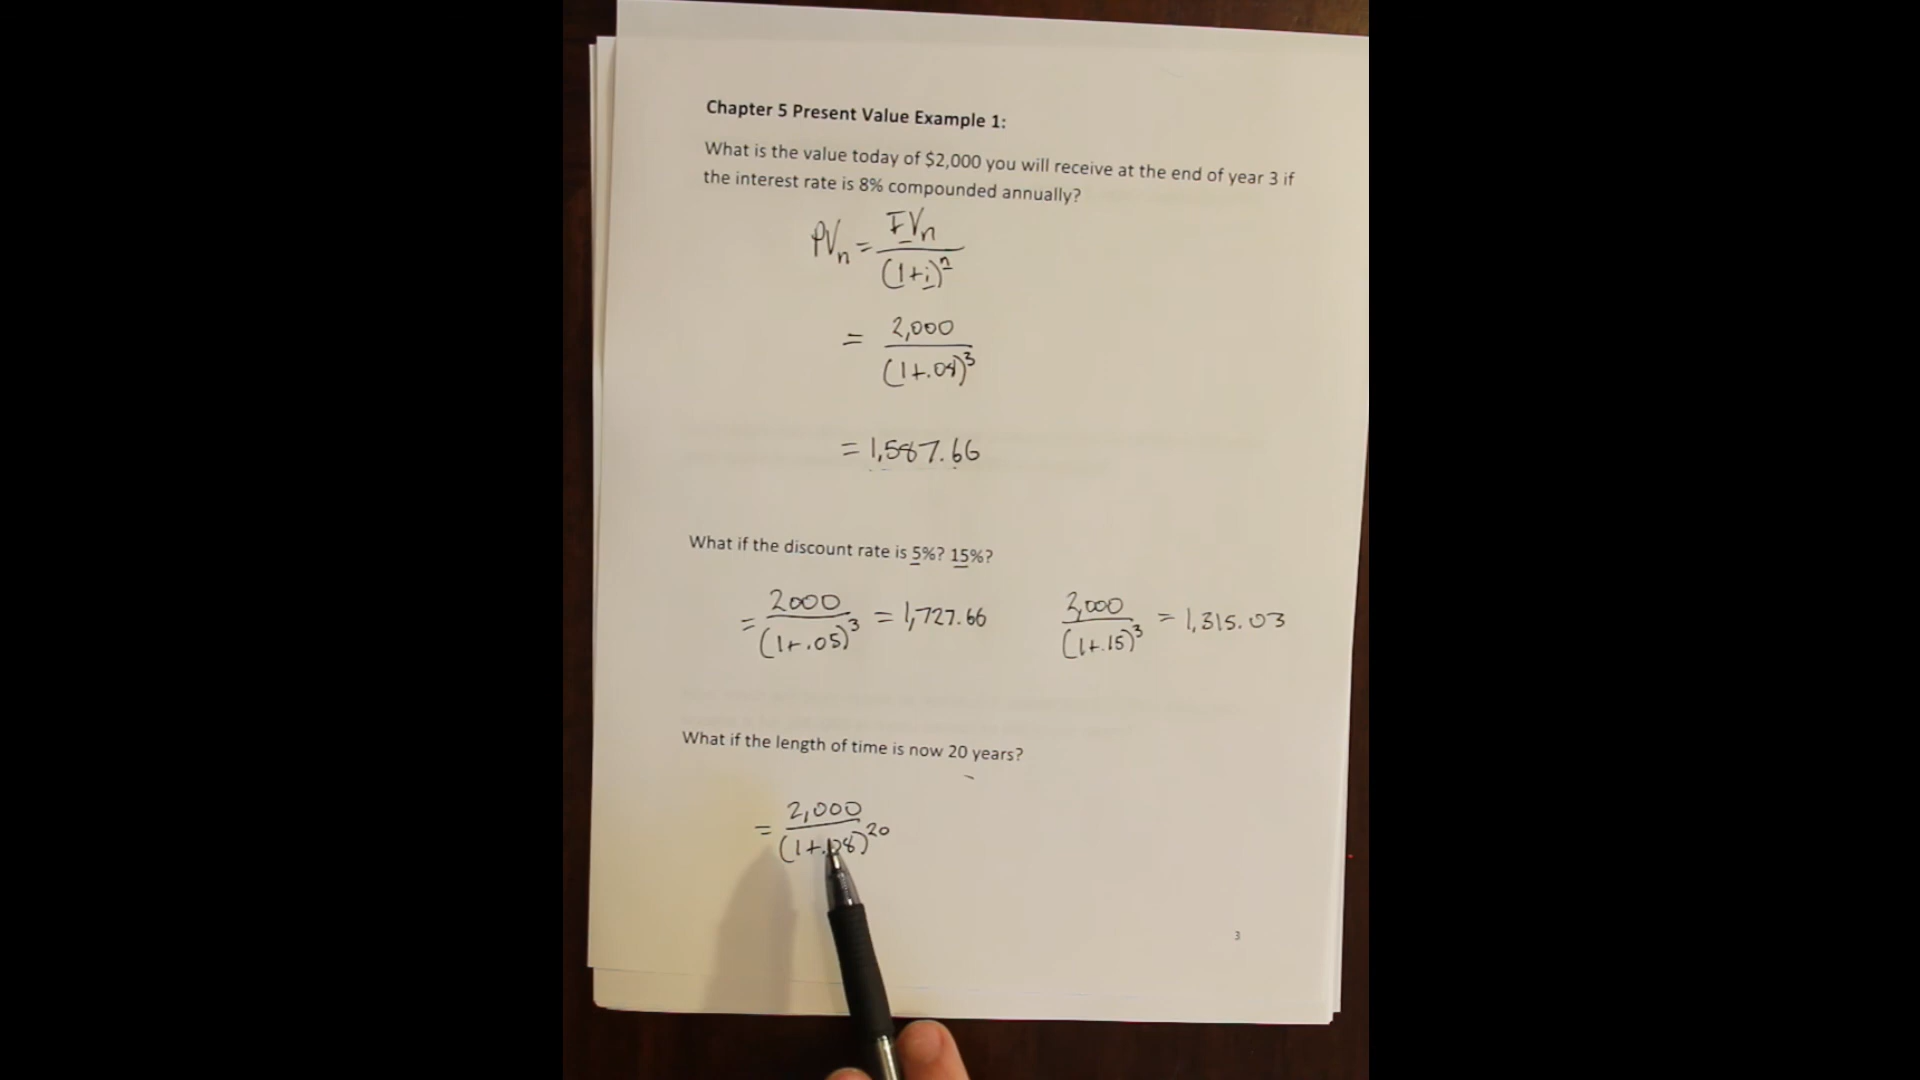 Chapter 5 Present Value Example 1:
What is the value today of $2,000 you will receive at the end of year 3 if
the interest rate is 8% compounded annually?
PVn = FVn / (1+i)^n
= 2,000 / (1+.08)^3
= 1,587.66
What if the discount rate is 5%? 15%?
= 2000 / (1+.05)^3 = 1,727.66
2,000 / (1+.15)^3 = 1,315.03
What if the length of time is now 20 years?
= 2,000 / (1+.08)^20
3